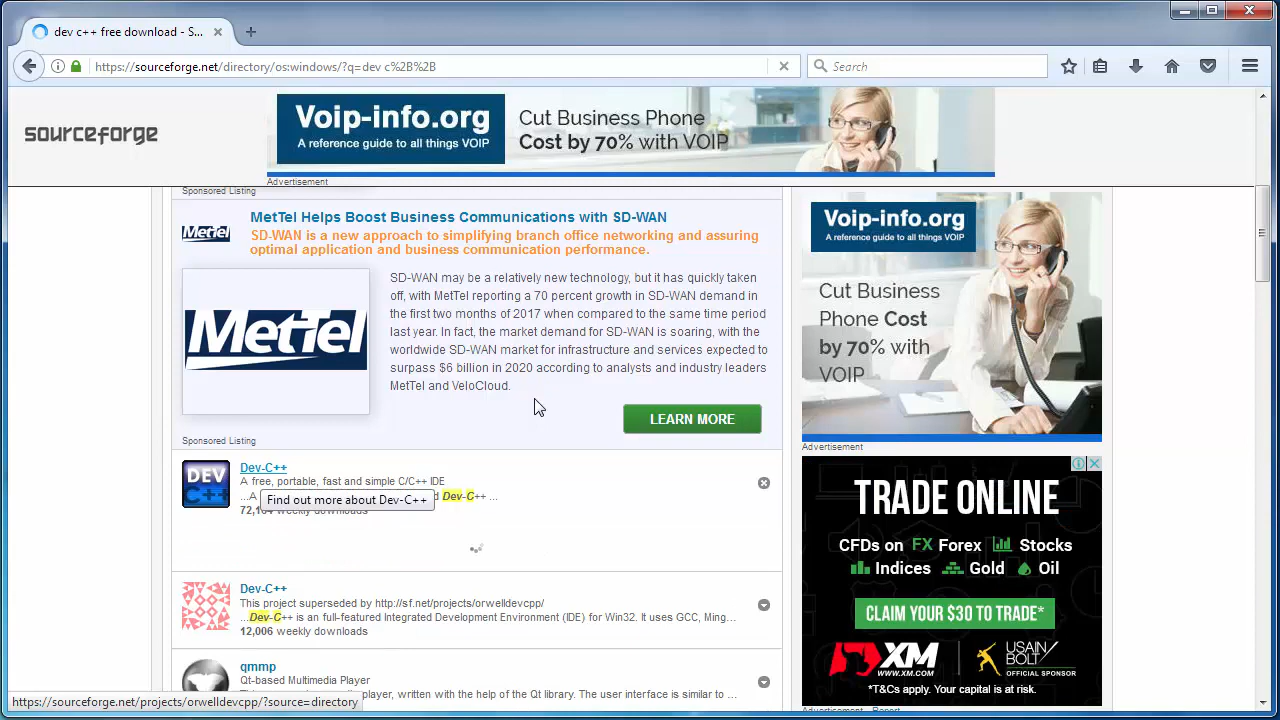 dev c++ free download - S...
https://sourceforge.net/directory/os:windows/?q=dev c%2B%2B
Search
sourceforge
Voip-info.org
A reference guide to all things VOIP
Cut Business Phone
Cost by 70% with VOIP
Advertisement
Sponsored Listing
MetTel
MetTel Helps Boost Business Communications with SD-WAN
SD-WAN is a new approach to simplifying branch office networking and assuring
optimal application and business communication performance.
MetTel
SD-WAN may be a relatively new technology, but it has quickly taken
off, with MetTel reporting a 70 percent growth in SD-WAN demand in
the first two months of 2017 when compared to the same time period
last year. In fact, the market demand for SD-WAN is soaring, with the
worldwide SD-WAN market for infrastructure and services expected to
surpass $6 billion in 2020 according to analysts and industry leaders
MetTel and VeloCloud.
LEARN MORE
Sponsored Listing
DEV
C++
Dev-C++
A free, portable, fast and simple C/C++ IDE
...A
Dev-C++ ...
Find out more about Dev-C++
weekly downloads
Dev-C++
This project superseded by http://sf.net/projects/orwelldevcpp/
...Dev-C++ is an full-featured Integrated Development Environment (IDE) for Win32. It uses GCC, Ming...
12,006 weekly downloads
qmmp
Qt-based Multimedia Player
player, written with the help of the Qt library. The user interface is similar to ...
https://sourceforge.net/projects/orwelldevcpp/?source=directory
Voip-info.org
A reference guide to all things VOIP
Cut Business
Phone Cost
by 70% with
VOIP
Advertisement
TRADE ONLINE
CFDs on FX Forex Stocks
Indices Gold Oil
CLAIM YOUR $30 TO TRADE*
XM
WWW.XM.COM
USAIN
BOLT
OFFICIAL SPONSOR
*T&Cs apply. Your capital is at risk.
Advertisement - Report